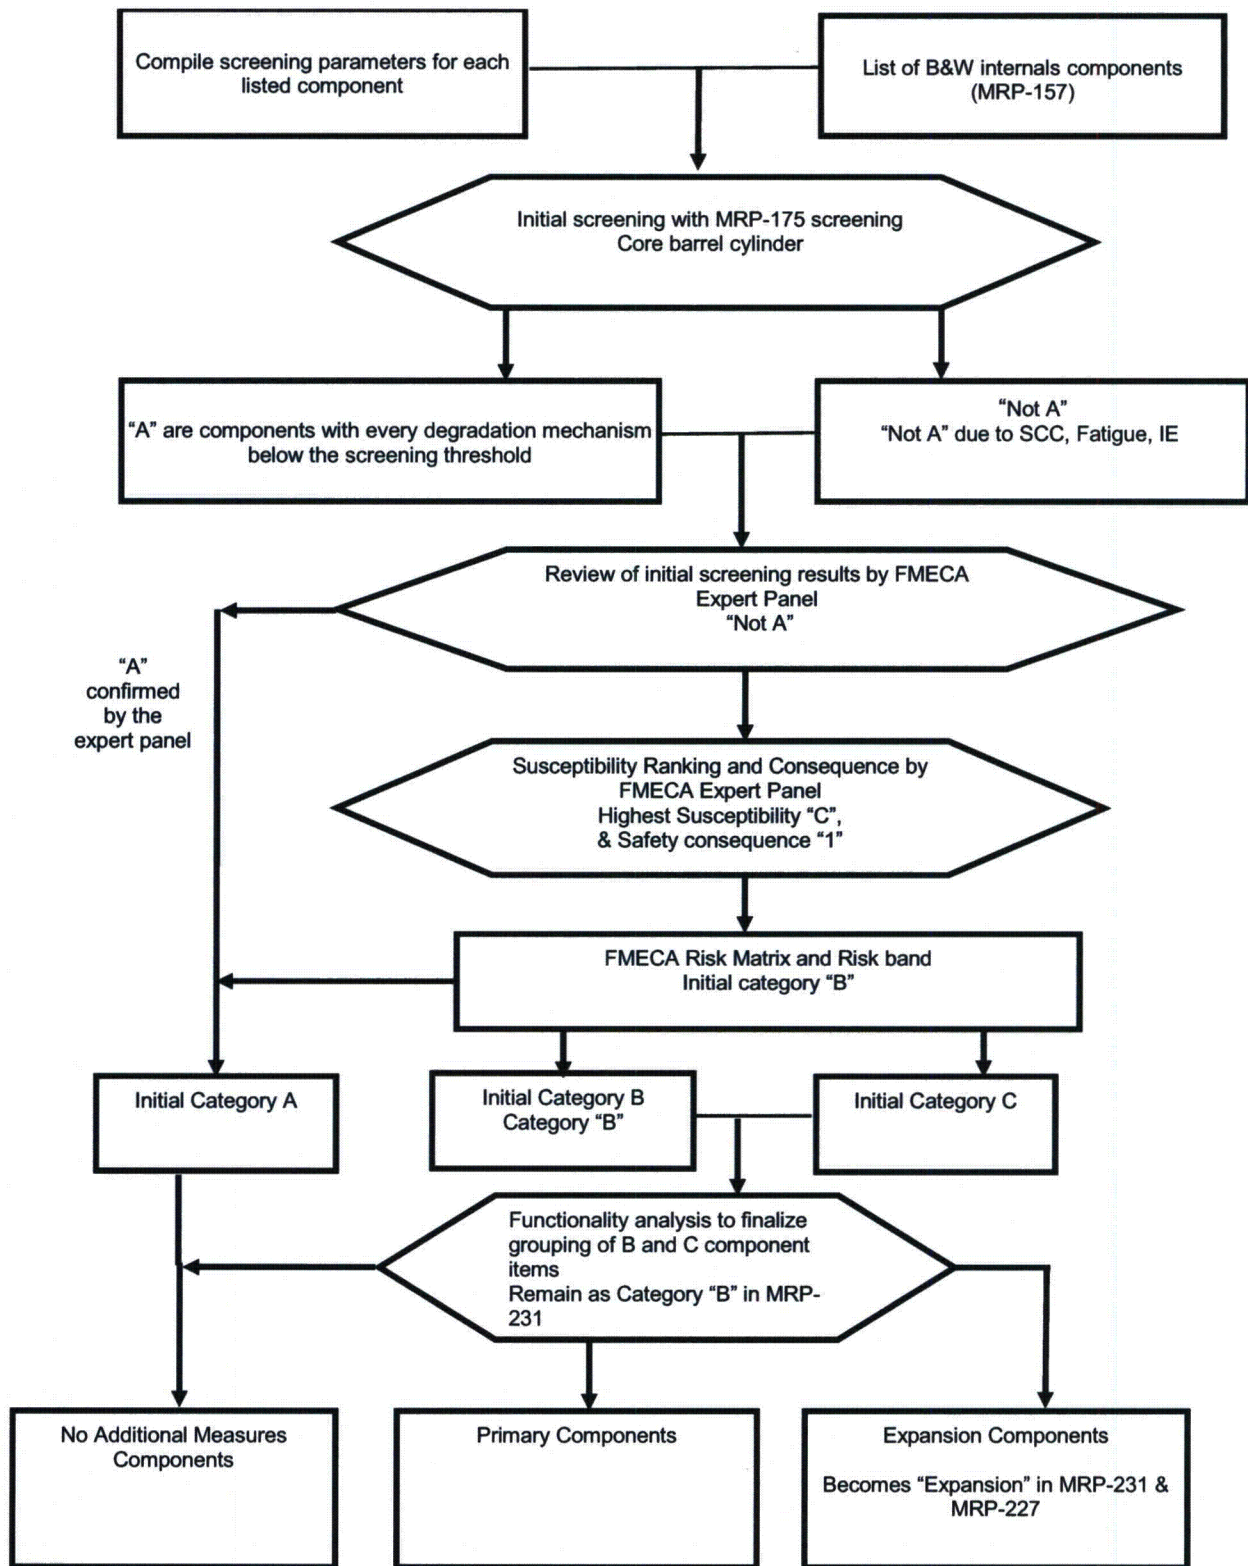 Compile screening parameters for each
listed component
List of B&W internals components
(MRP-157)
Initial screening with MRP-175 screening
Core barrel cylinder
"A" are components with every degradation mechanism
below the screening threshold
“Not A”
“Not A” due to SCC, Fatigue, IE
Review of initial screening results by FMECA
Expert Panel
“Not A”
“A”
confirmed
by the
expert panel
Susceptibility Ranking and Consequence by
FMECA Expert Panel
Highest Susceptibility “C”,
& Safety consequence “1”
FMECA Risk Matrix and Risk band
Initial category “B”
Initial Category A
Initial Category B
Category “B”
Initial Category C
Functionality analysis to finalize
grouping of B and C component
items
Remain as Category “B” in MRP-
231
No Additional Measures
Components
Primary Components
Expansion Components
Becomes “Expansion” in MRP-231 &
MRP-227